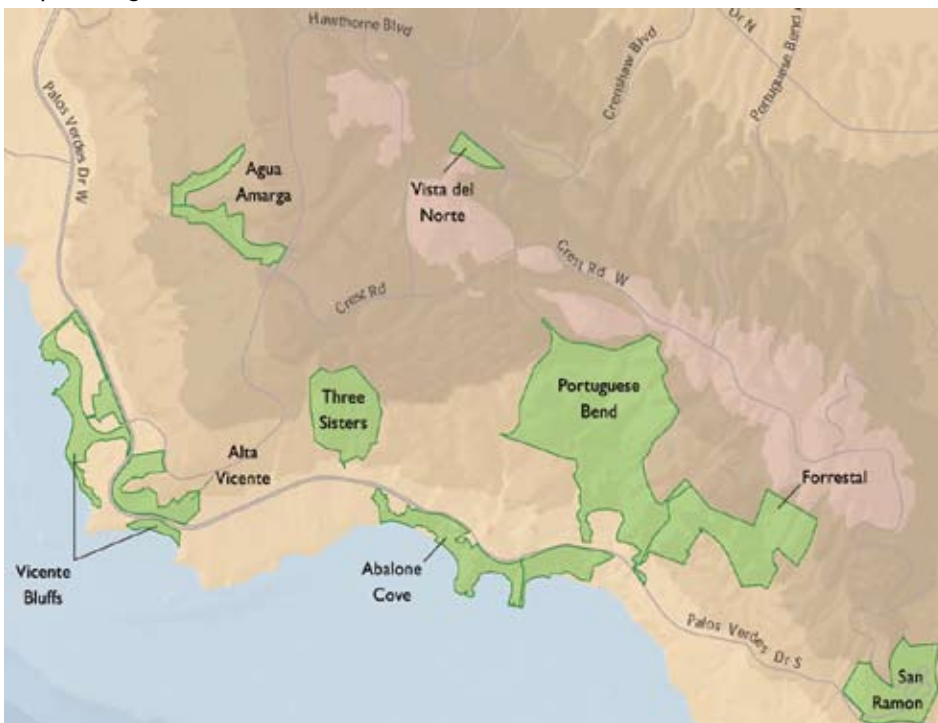 Hawthorne Blvd
Dr N
Crenshaw Blvd
Portuguese Bend
Palos Verdes Dr W
Agua
Amarga
Vista del
Norte
Crest Rd
Crest Rd W
Three
Sisters
Portuguese
Bend
Alta
Vicente
Forrestal
Vicente
Bluffs
Abalone
Cove
Palos Verdes Dr S
San
Ramon